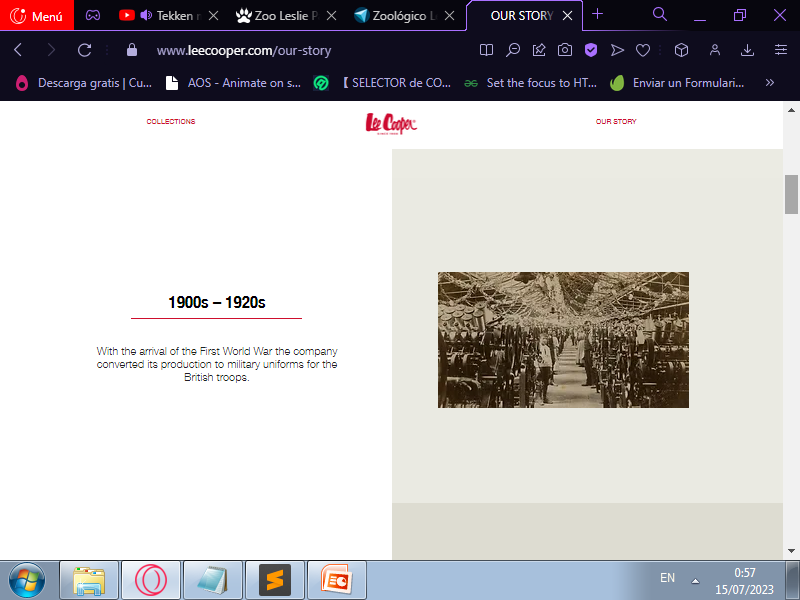 Menú
Tekken
Zoo Leslie P
Zoológico L
OUR STORY
www.leecooper.com/our-story
Descarga gratis | Cu...
AOS - Animate on s...
【 SELECTOR de CO...
Set the focus to HT...
Enviar un Formulari...
COLLECTIONS
Lee Cooper
OUR STORY
1900s – 1920s
With the arrival of the First World War the company
converted its production to military uniforms for the
British troops.
EN
0:57
15/07/2023